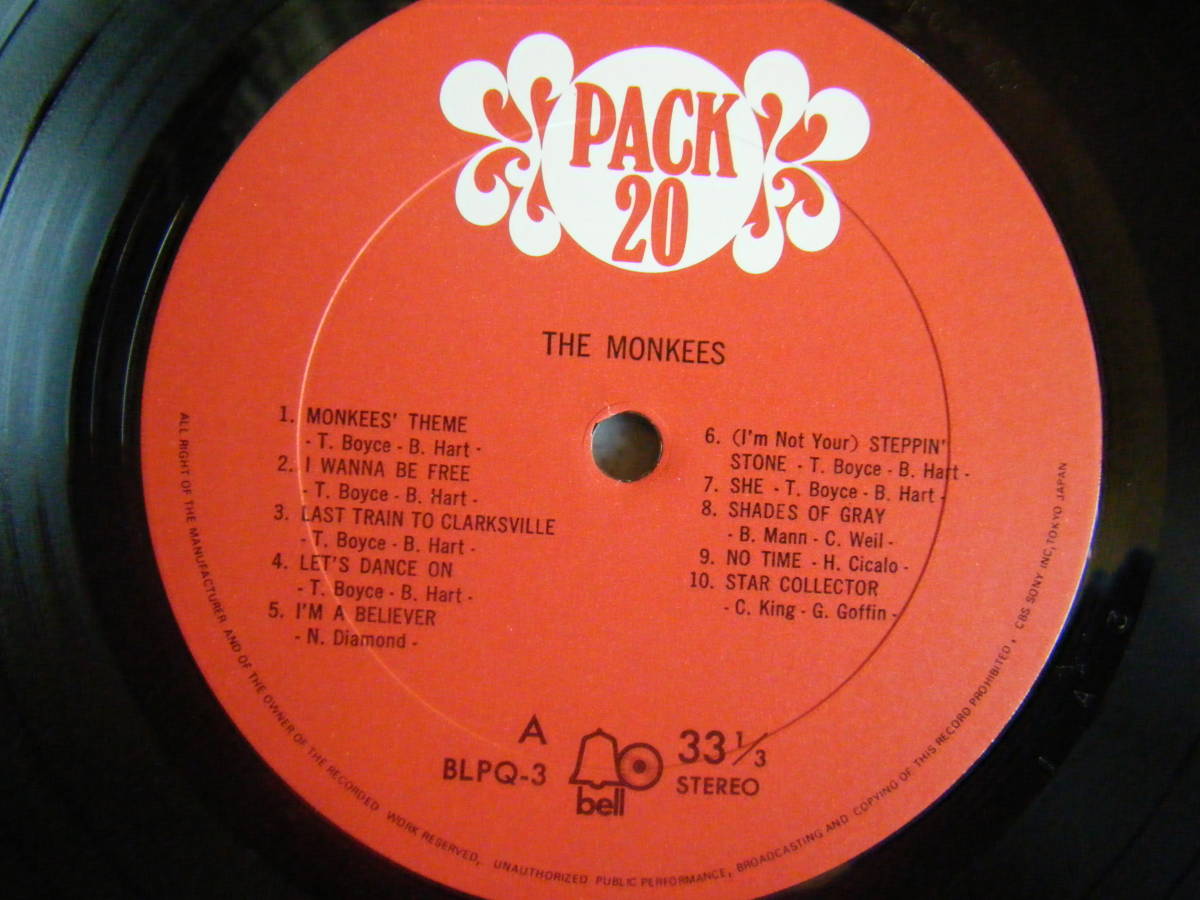 PACK
20
THE MONKEES
1. MONKEES' THEME
- T. Boyce - B. Hart -
2. I WANNA BE FREE
- T. Boyce - B. Hart -
3. LAST TRAIN TO CLARKSVILLE
- T. Boyce - B. Hart -
4. LET'S DANCE ON
- T. Boyce - B. Hart -
5. I'M A BELIEVER
- N. Diamond -
6. (I'm Not Your) STEPPIN'
STONE - T. Boyce - B. Hart -
7. SHE - T. Boyce - B. Hart -
8. SHADES OF GRAY
- B. Mann - C. Weil -
9. NO TIME - H. Cicalo -
10. STAR COLLECTOR
- C. King - G. Goffin -
A
BLPQ-3
bell
33 1/3
STEREO
ALL RIGHT OF THE MANUFACTURER AND OF THE OWNER OF THE RECORDED WORK RESERVED, UNAUTHORIZED PUBLIC PERFORMANCE, BROADCASTING AND COPYING OF THIS RECORD PROHIBITED, CBS SONY INC, TOKYO JAPAN
1 A 3